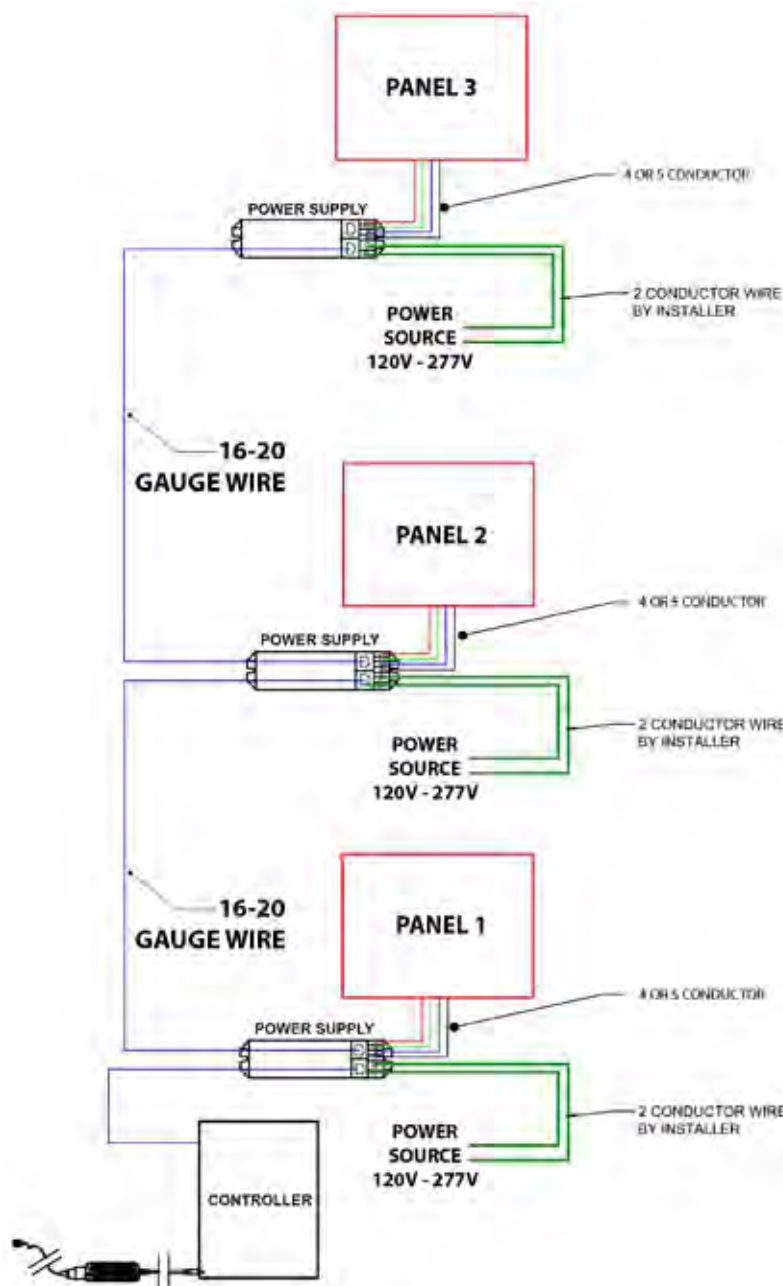 PANEL 3
4 OR 5 CONDUCTOR
POWER SUPPLY
2 CONDUCTOR WIRE
BY INSTALLER
POWER
SOURCE
120V - 277V
16-20
GAUGE WIRE
PANEL 2
4 OR 5 CONDUCTOR
POWER SUPPLY
2 CONDUCTOR WIRE
BY INSTALLER
POWER
SOURCE
120V - 277V
16-20
GAUGE WIRE
PANEL 1
4 OR 5 CONDUCTOR
POWER SUPPLY
2 CONDUCTOR WIRE
BY INSTALLER
POWER
SOURCE
120V - 277V
CONTROLLER